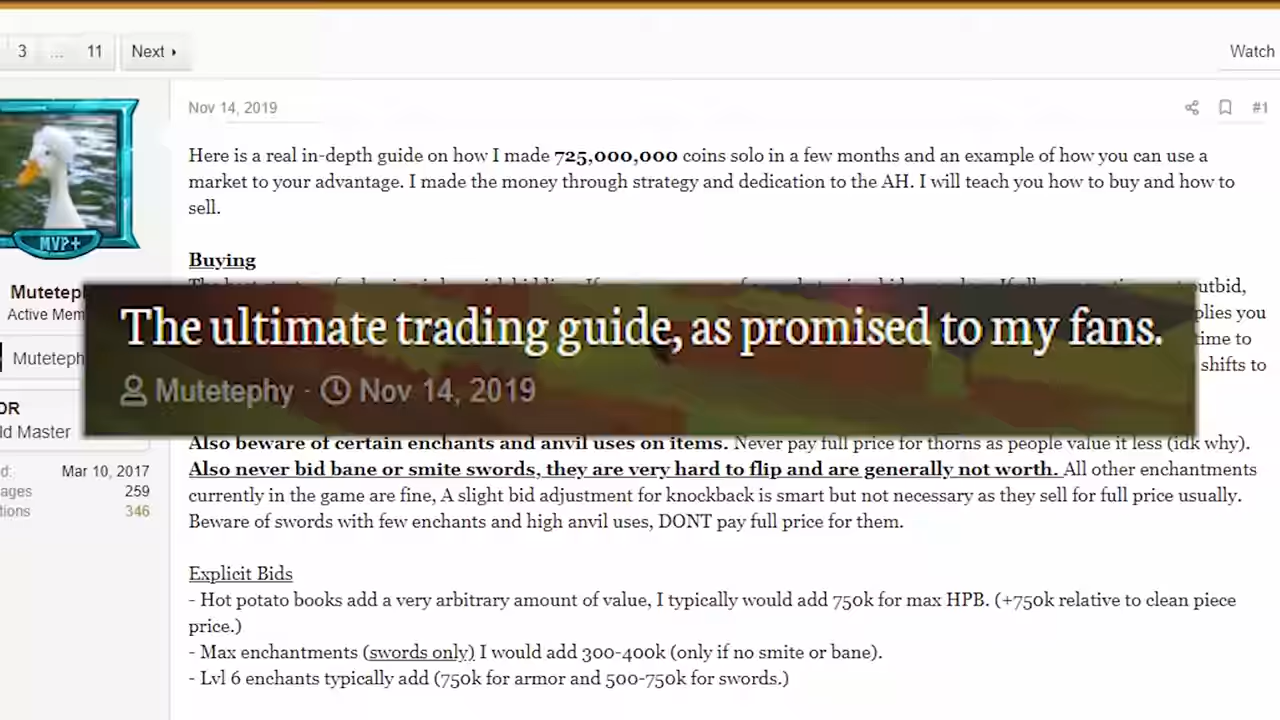 3 ... 11 Next
Watch
Nov 14, 2019
#1
MVP+
Mutetep
Active Mem
Muteteph
OR
ld Master
d: Mar 10, 2017
ages 259
tions 346
Here is a real in-depth guide on how I made 725,000,000 coins solo in a few months and an example of how you can use a
market to your advantage. I made the money through strategy and dedication to the AH. I will teach you how to buy and how to
sell.
Buying
utbid,
plies you
time to
shifts to
The ultimate trading guide, as promised to my fans.
Mutetephy · Nov 14, 2019
Also beware of certain enchants and anvil uses on items. Never pay full price for thorns as people value it less (idk why).
Also never bid bane or smite swords, they are very hard to flip and are generally not worth. All other enchantments
currently in the game are fine, A slight bid adjustment for knockback is smart but not necessary as they sell for full price usually.
Beware of swords with few enchants and high anvil uses, DONT pay full price for them.
Explicit Bids
- Hot potato books add a very arbitrary amount of value, I typically would add 750k for max HPB. (+750k relative to clean piece
price.)
- Max enchantments (swords only) I would add 300-400k (only if no smite or bane).
- Lvl 6 enchants typically add (750k for armor and 500-750k for swords.)